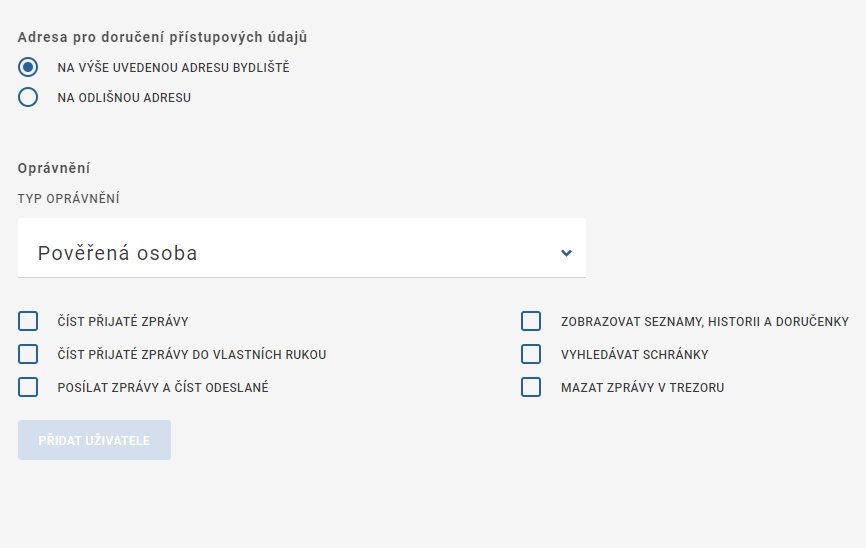 Adresa pro doručení přístupových údajů
NA VÝŠE UVEDENOU ADRESU BYDLIŠTĚ
NA ODLIŠNOU ADRESU
Oprávnění
TYP OPRÁVNĚNÍ
Pověřená osoba
ČÍST PŘIJATÉ ZPRÁVY
ZOBRAZOVAT SEZNAMY, HISTORII A DORUČENKY
ČÍST PŘIJATÉ ZPRÁVY DO VLASTNÍCH RUKOU
VYHLEDÁVAT SCHRÁNKY
POSÍLAT ZPRÁVY A ČÍST ODESLANÉ
MAZAT ZPRÁVY V TREZORU
PŘIDAT UŽIVATELE